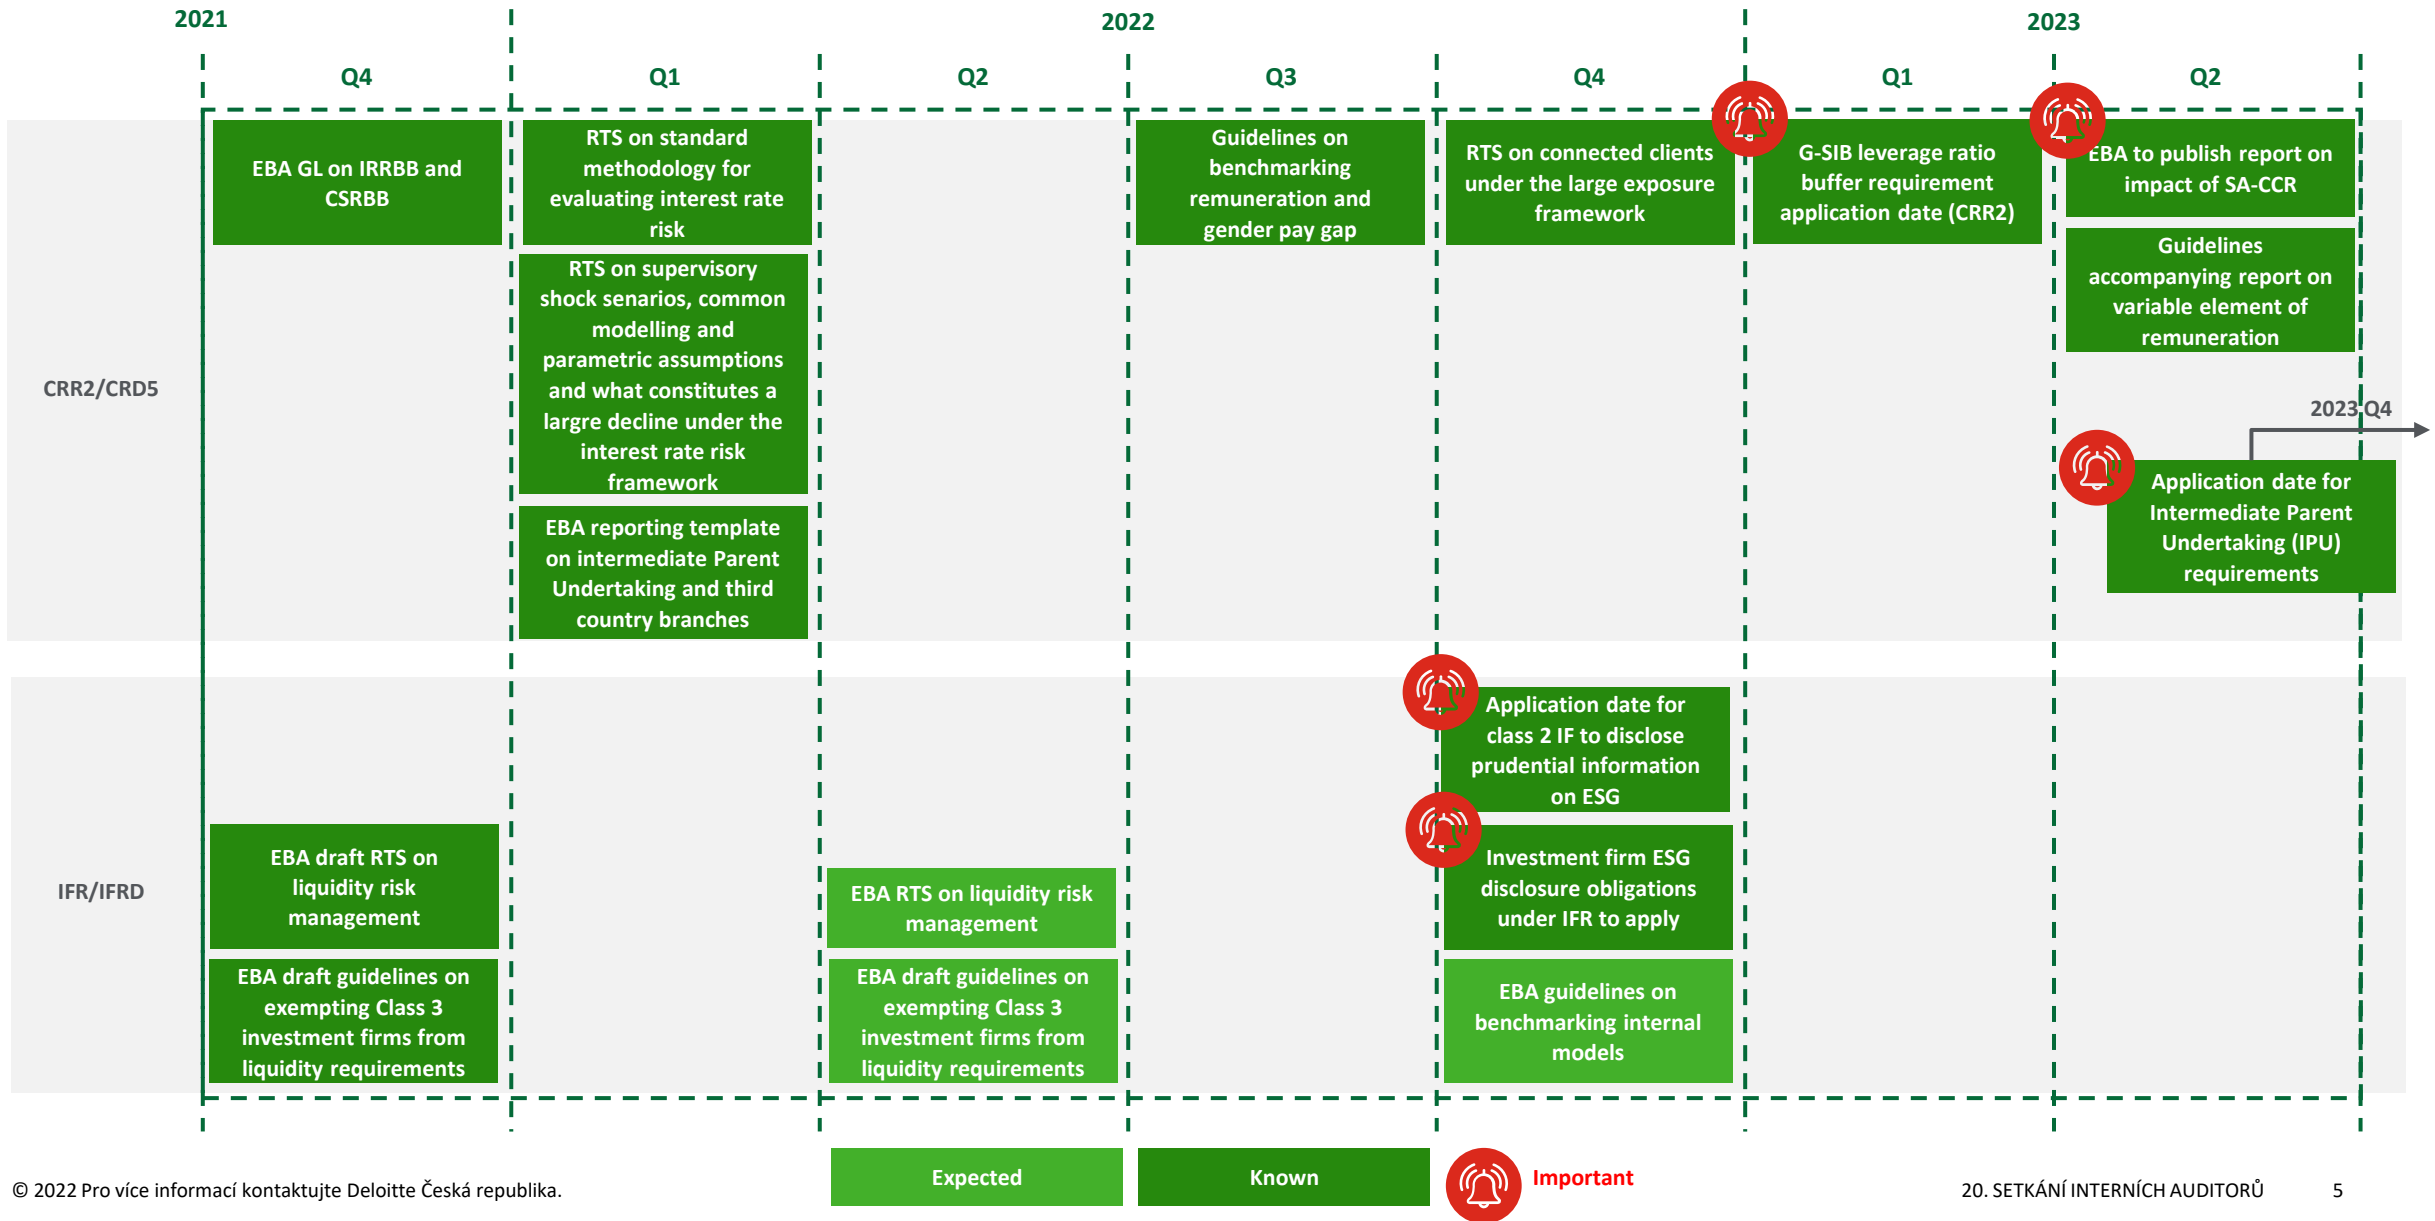 2021
2022
2023
Q4
Q1
Q2
Q3
Q4
Q1
Q2
CRR2/CRD5
EBA GL on IRRBB and
CSRBB
RTS on standard
methodology for
evaluating interest rate
risk
RTS on supervisory
shock senarios, common
modelling and
parametric assumptions
and what constitutes a
largre decline under the
interest rate risk
framework
EBA reporting template
on intermediate Parent
Undertaking and third
country branches
Guidelines on
benchmarking
remuneration and
gender pay gap
RTS on connected clients
under the large exposure
framework
G-SIB leverage ratio
buffer requirement
application date (CRR2)
EBA to publish report on
impact of SA-CCR
Guidelines
accompanying report on
variable element of
remuneration
2023 Q4
Application date for
Intermediate Parent
Undertaking (IPU)
requirements
IFR/IFRD
EBA draft RTS on
liquidity risk
management
EBA draft guidelines on
exempting Class 3
investment firms from
liquidity requirements
EBA RTS on liquidity risk
management
EBA draft guidelines on
exempting Class 3
investment firms from
liquidity requirements
Application date for
class 2 IF to disclose
prudential information
on ESG
Investment firm ESG
disclosure obligations
under IFR to apply
EBA guidelines on
benchmarking internal
models
Expected
Known
Important
© 2022 Pro více informací kontaktujte Deloitte Česká republika.
20. SETKÁNÍ INTERNÍCH AUDITORŮ
5